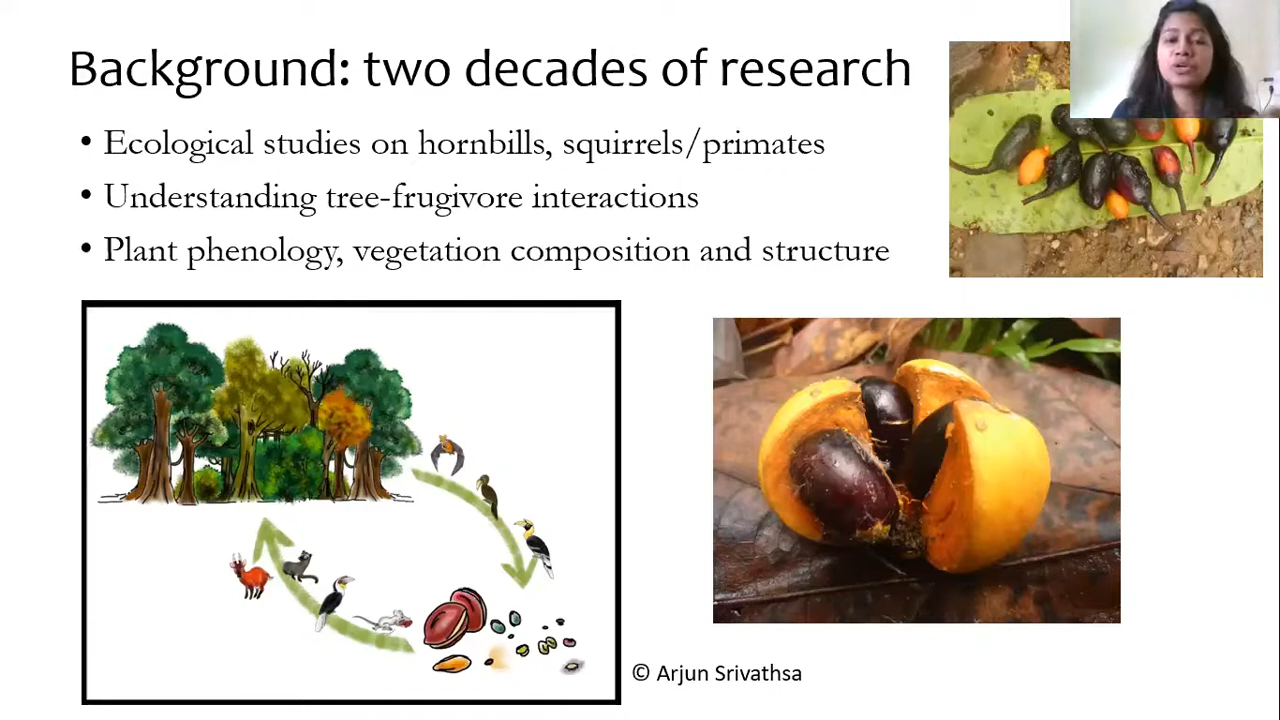 Background: two decades of research
• Ecological studies on hornbills, squirrels/primates
• Understanding tree-frugivore interactions
• Plant phenology, vegetation composition and structure
© Arjun Srivathsa